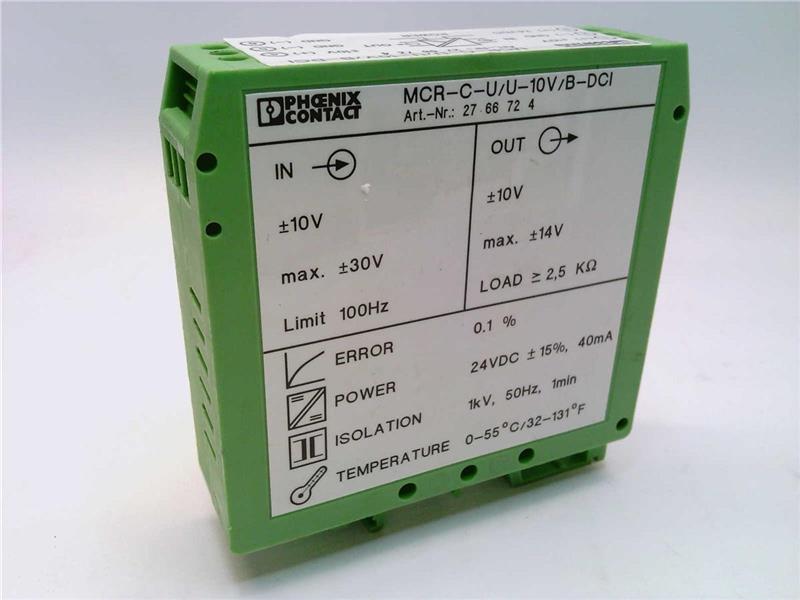 PHŒNIX
CONTACT
MCR-C-U/U-10V/B-DCI
Art.-Nr.: 27 66 72 4
IN
±10V
max. ±30V
Limit 100Hz
OUT
±10V
max. ±14V
LOAD ≥ 2,5 KΩ
ERROR 0.1 %
POWER 24VDC ±15%, 40mA
ISOLATION 1kV, 50Hz, 1min
TEMPERATURE 0-55°C/32-131°F